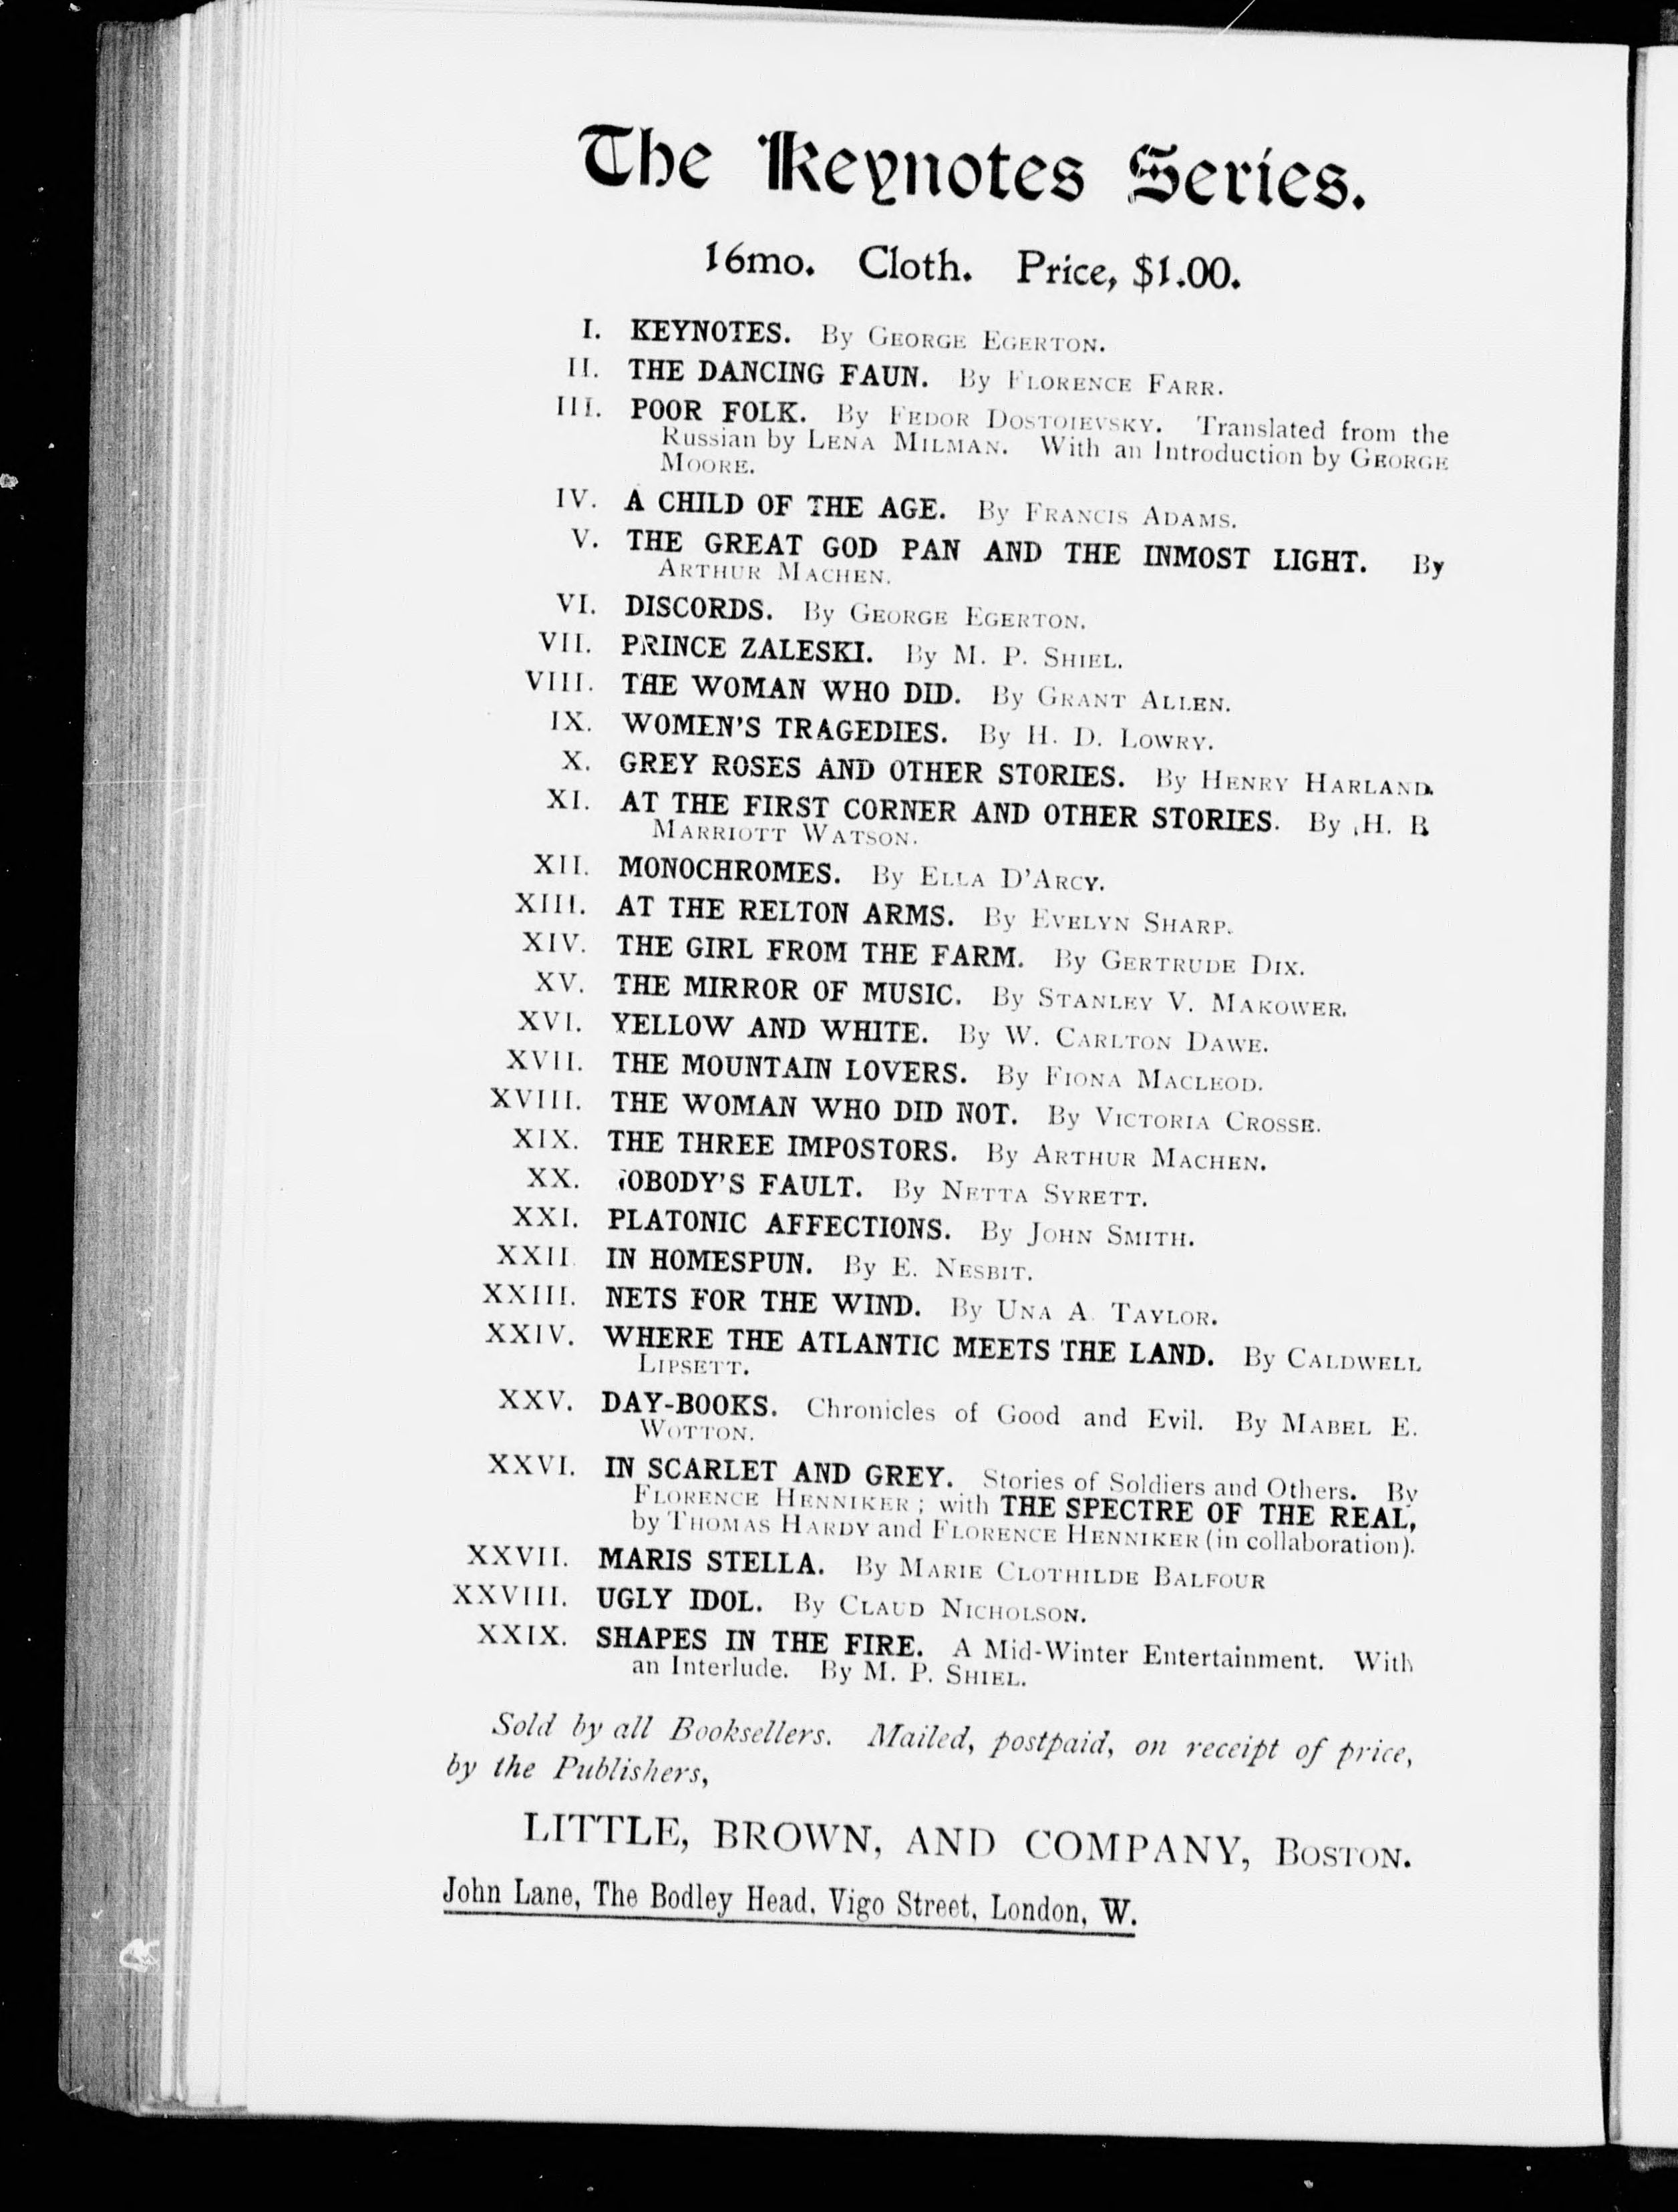 The Keynotes Series.
16mo. Cloth. Price, $1.00.
I. KEYNOTES. By GEORGE EGERTON.
II. THE DANCING FAUN. By FLORENCE FARR.
III. POOR FOLK. By FEDOR DOSTOIEVSKY. Translated from the
Russian by LENA MILMAN. With an Introduction by GEORGE
MOORE.
IV. A CHILD OF THE AGE. By FRANCIS ADAMS.
V. THE GREAT GOD PAN AND THE INMOST LIGHT. By
ARTHUR MACHEN.
VI. DISCORDS. By GEORGE EGERTON.
VII. PRINCE ZALESKI. By M. P. SHIEL.
VIII. THE WOMAN WHO DID. By GRANT ALLEN.
IX. WOMEN'S TRAGEDIES. By H. D. LOWRY.
X. GREY ROSES AND OTHER STORIES. By HENRY HARLAND.
XI. AT THE FIRST CORNER AND OTHER STORIES. By H. B.
MARRIOTT WATSON.
XII. MONOCHROMES. By ELLA D'ARCY.
XIII. AT THE RELTON ARMS. By EVELYN SHARP.
XIV. THE GIRL FROM THE FARM. By GERTRUDE DIX.
XV. THE MIRROR OF MUSIC. By STANLEY V. MAKOWER.
XVI. YELLOW AND WHITE. By W. CARLTON DAWE.
XVII. THE MOUNTAIN LOVERS. By FIONA MACLEOD.
XVIII. THE WOMAN WHO DID NOT. By VICTORIA CROSSE.
XIX. THE THREE IMPOSTORS. By ARTHUR MACHEN.
XX. NOBODY'S FAULT. By NETTA SYRETT.
XXI. PLATONIC AFFECTIONS. By JOHN SMITH.
XXII. IN HOMESPUN. By E. NESBIT.
XXIII. NETS FOR THE WIND. By UNA A. TAYLOR.
XXIV. WHERE THE ATLANTIC MEETS THE LAND. By CALDWELL
LIPSETT.
XXV. DAY-BOOKS. Chronicles of Good and Evil. By MABEL E.
WOTTON.
XXVI. IN SCARLET AND GREY. Stories of Soldiers and Others. By
FLORENCE HENNIKER; with THE SPECTRE OF THE REAL,
by THOMAS HARDY and FLORENCE HENNIKER (in collaboration).
XXVII. MARIS STELLA. By MARIE CLOTHILDE BALFOUR
XXVIII. UGLY IDOL. By CLAUD NICHOLSON.
XXIX. SHAPES IN THE FIRE. A Mid-Winter Entertainment. With
an Interlude. By M. P. SHIEL.
Sold by all Booksellers. Mailed, postpaid, on receipt of price,
by the Publishers,
LITTLE, BROWN, AND COMPANY, BOSTON.
John Lane, The Bodley Head, Vigo Street, London, W.